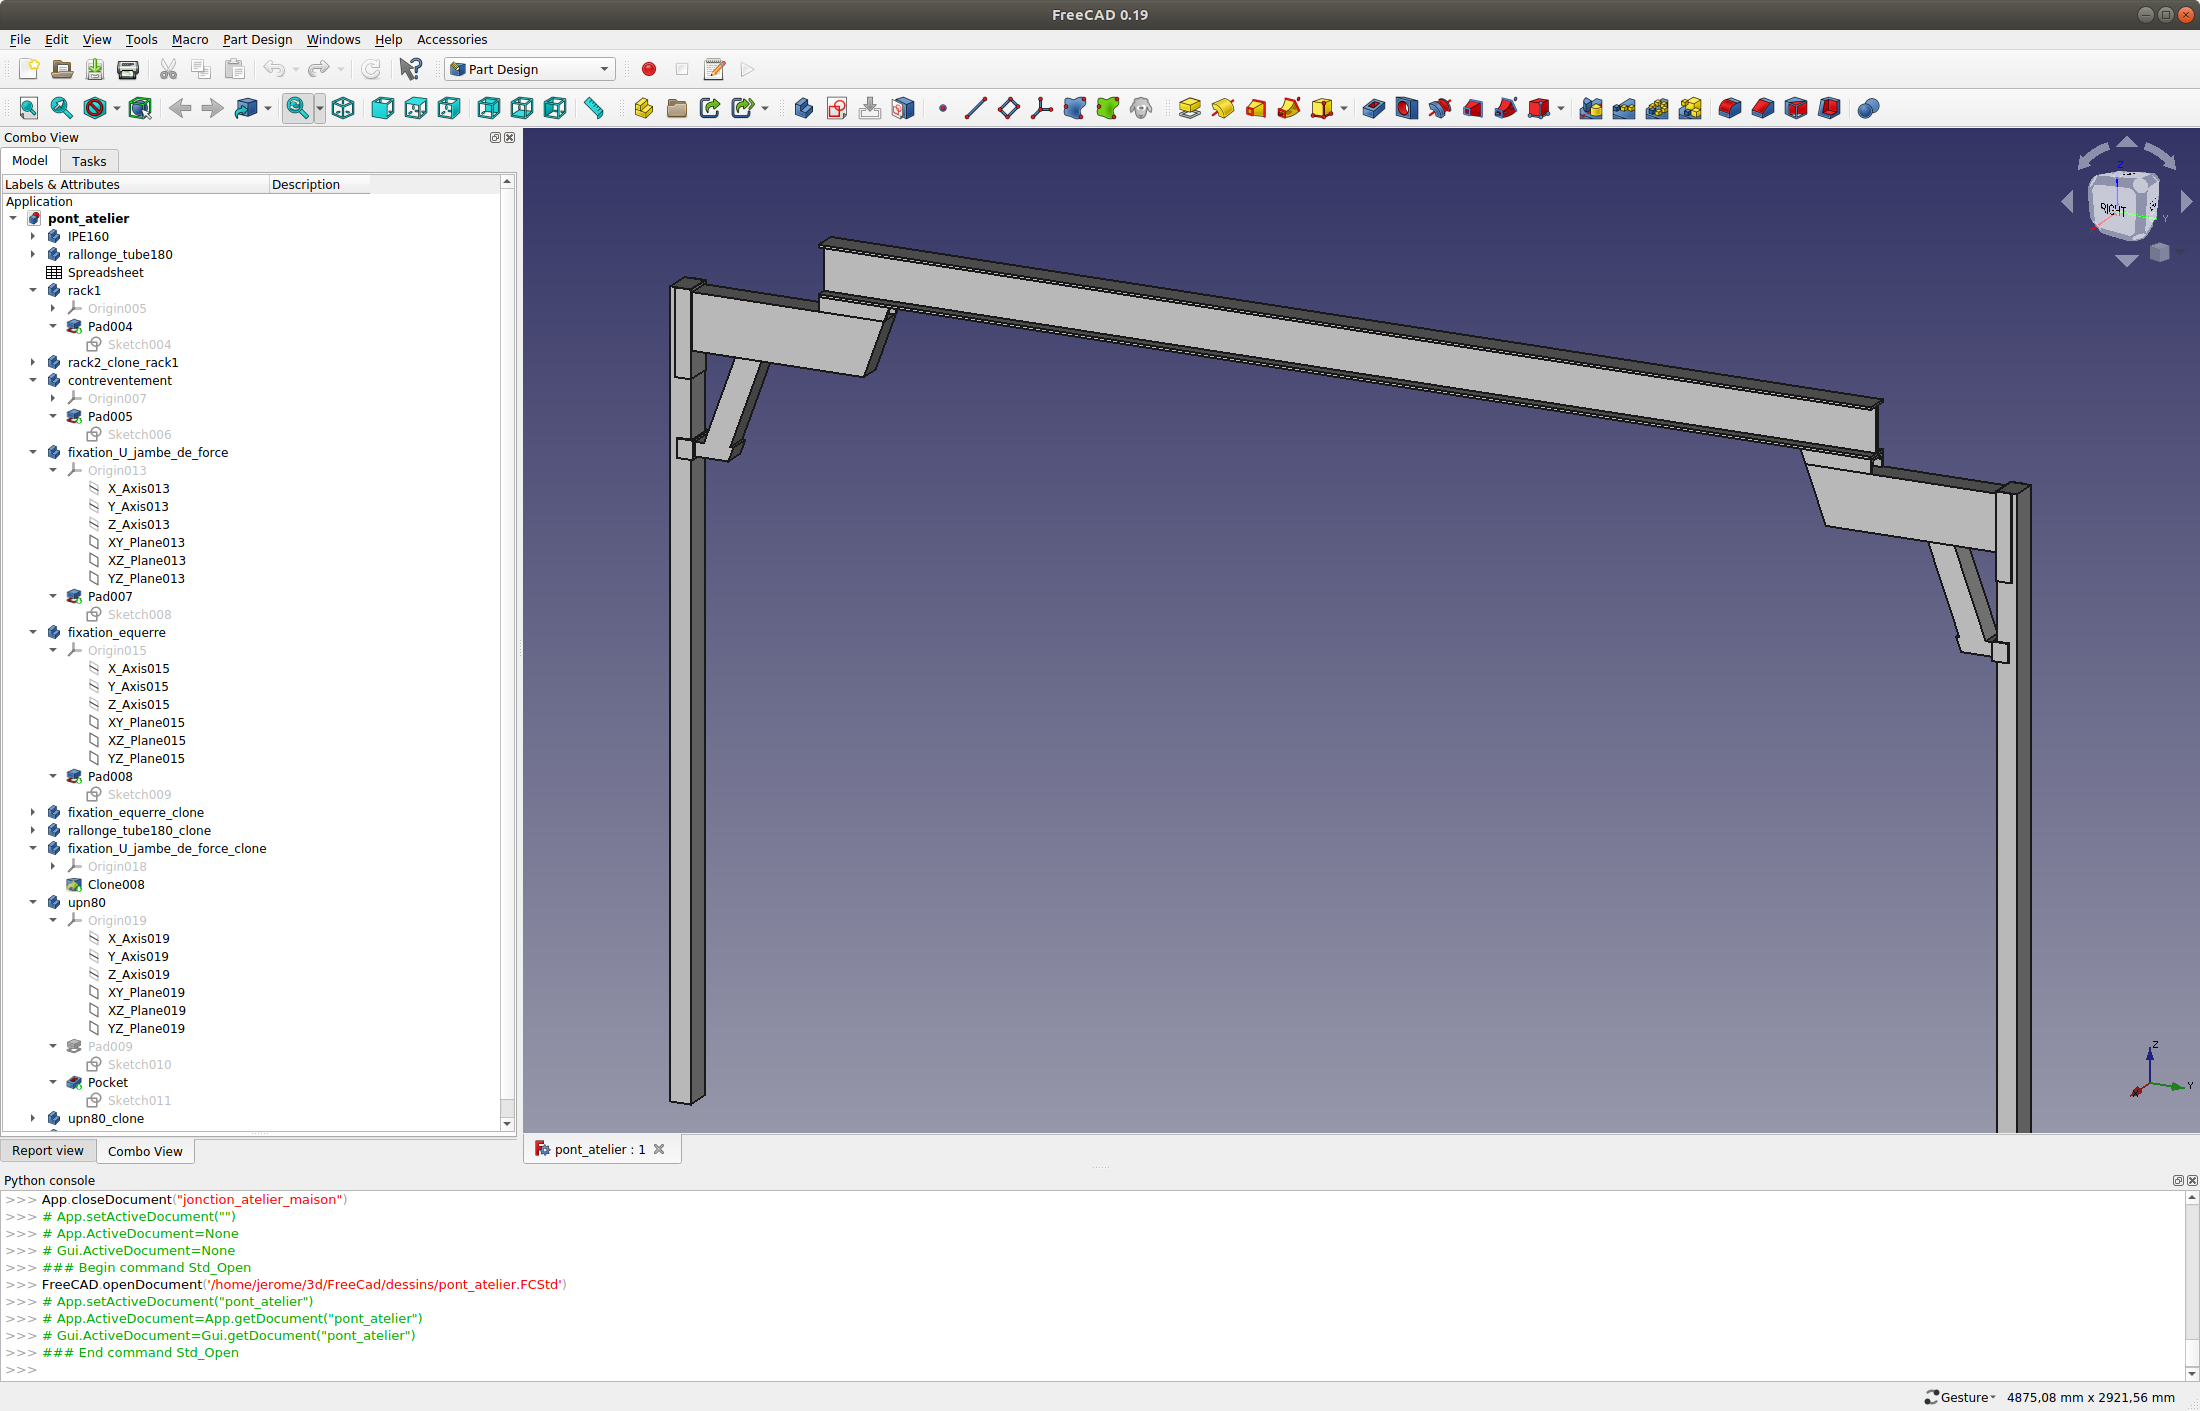 FreeCAD 0.19
File Edit View Tools Macro Part Design Windows Help Accessories
Part Design
Combo View
Model Tasks
Labels & Attributes Description
Application
pont_atelier
IPE160
rallonge_tube180
Spreadsheet
rack1
Origin005
Pad004
Sketch004
rack2_clone_rack1
contreventement
Origin007
Pad005
Sketch006
fixation_U_jambe_de_force
Origin013
X_Axis013
Y_Axis013
Z_Axis013
XY_Plane013
XZ_Plane013
YZ_Plane013
Pad007
Sketch008
fixation_equerre
Origin015
X_Axis015
Y_Axis015
Z_Axis015
XY_Plane015
XZ_Plane015
YZ_Plane015
Pad008
Sketch009
fixation_equerre_clone
rallonge_tube180_clone
fixation_U_jambe_de_force_clone
Origin018
Clone008
upn80
Origin019
X_Axis019
Y_Axis019
Z_Axis019
XY_Plane019
XZ_Plane019
YZ_Plane019
Pad009
Sketch010
Pocket
Sketch011
upn80_clone
Z
RIGHT
Y
Z
Y
Report view Combo View
pont_atelier : 1
Python console
>>> App.closeDocument("jonction_atelier_maison")
>>> # App.setActiveDocument("")
>>> # App.ActiveDocument=None
>>> # Gui.ActiveDocument=None
>>> ### Begin command Std_Open
>>> FreeCAD.openDocument('/home/jerome/3d/FreeCad/dessins/pont_atelier.FCStd')
>>> # App.setActiveDocument("pont_atelier")
>>> # App.ActiveDocument=App.getDocument("pont_atelier")
>>> # Gui.ActiveDocument=Gui.getDocument("pont_atelier")
>>> ### End command Std_Open
>>>
Gesture 4875,08 mm x 2921,56 mm